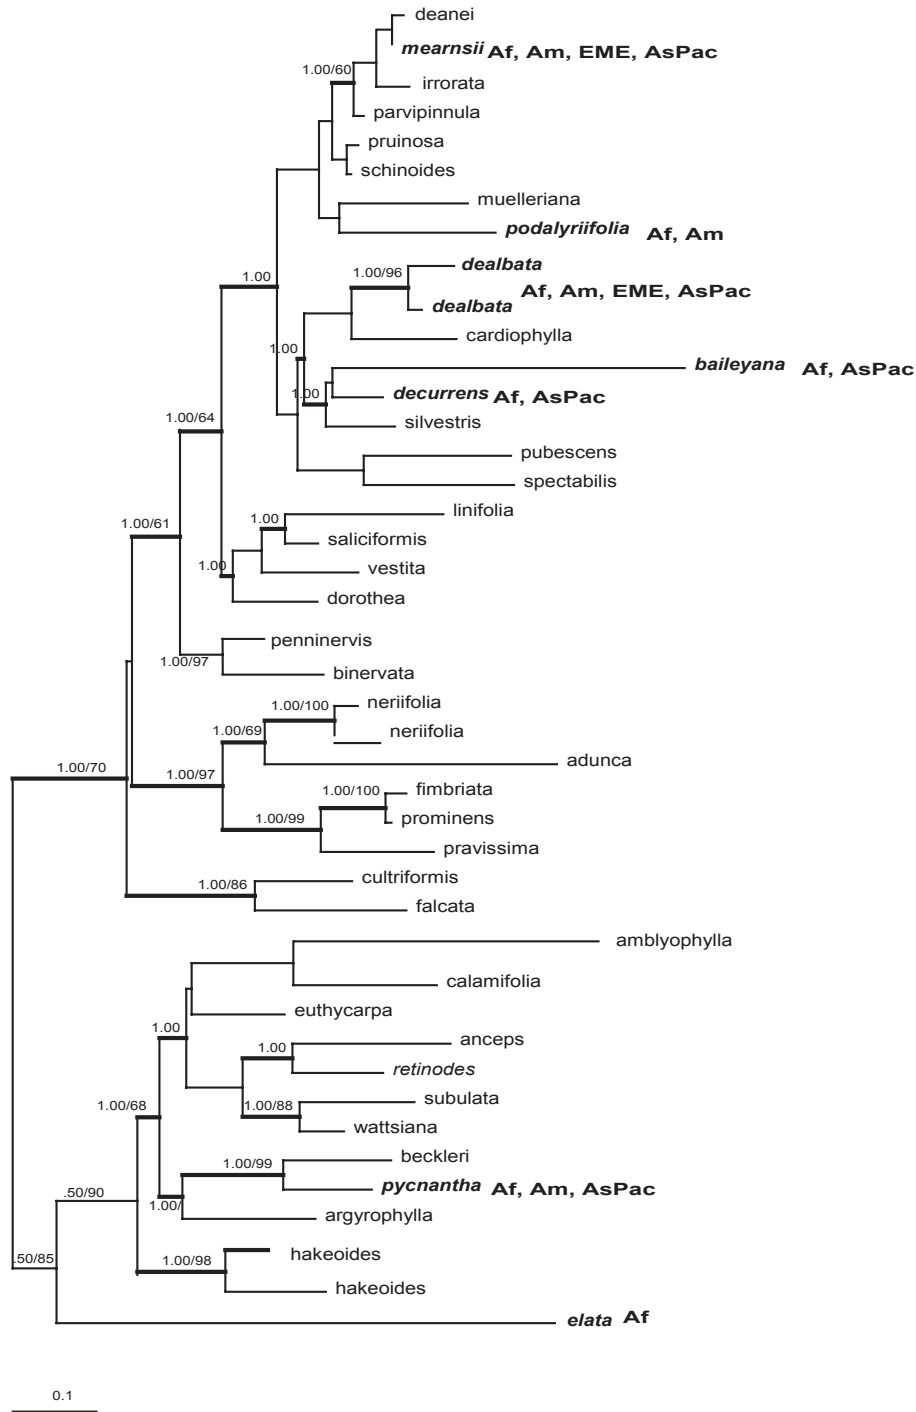 deanei
mearnsii Af, Am, EME, AsPac
1.00/60
irrorata
parvipinnula
pruinosa
schinoides
muelleriana
podalyriifolia Af, Am
dealbata
1.00/96
1.00
Af, Am, EME, AsPac
dealbata
cardiophylla
1.00
baileyana Af, AsPac
1.00
decurrens Af, AsPac
1.00/64
silvestris
pubescens
spectabilis
linifolia
1.00
1.00/61
saliciformis
1.00
vestita
dorothea
penninervis
1.00/97
binervata
neriifolia
1.00/100
neriifolia
1.00/69
adunca
1.00/70
1.00/97
fimbriata
1.00/100
prominens
1.00/99
pravissima
cultriformis
1.00/86
falcata
amblyophylla
calamifolia
euthycarpa
1.00
anceps
1.00
retinodes
subulata
1.00/68
1.00/88
wattsiana
beckleri
1.00/99
pycnantha Af, Am, AsPac
.50/90
1.00/
argyrophylla
hakeoides
.50/85
1.00/98
hakeoides
elata Af
0.1